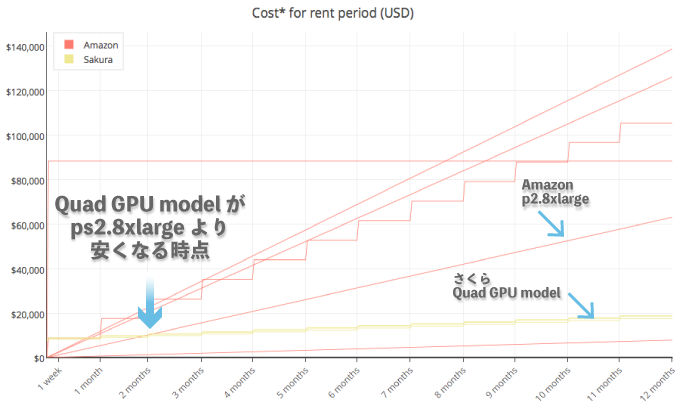 Cost* for rent period (USD)
$140,000
$120,000
$100,000
$80,000
$60,000
$40,000
$20,000
$0
Amazon
Sakura
Quad GPU model が
ps2.8xlarge より
安くなる時点
Amazon
p2.8xlarge
さくら
Quad GPU model
1 week
1 month
2 months
3 months
4 months
5 months
6 months
7 months
8 months
9 months
10 months
11 months
12 months